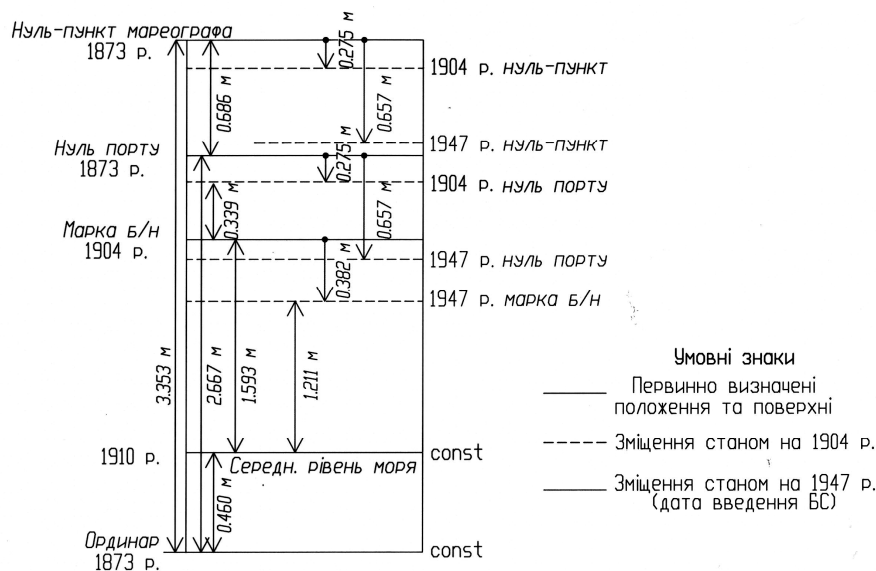 Нуль-пункт мареографа
1873 р.
0.275 м
1904 р. нуль-пункт
0.686 м
0.657 м
1947 р. нуль-пункт
Нуль порту
1873 р.
0.275 м
1904 р. нуль порту
0.339 м
0.657 м
Марка б/н
1904 р.
1947 р. нуль порту
0.382 м
1947 р. марка б/н
3.353 м
2.667 м
1.593 м
1.211 м
Умовні знаки
Первинно визначені
положення та поверхні
1910 р.
Середн. рівень моря
const
Зміщення станом на 1904 р.
0.460 м
Зміщення станом на 1947 р.
(дата введення БС)
Ординар
1873 р.
const